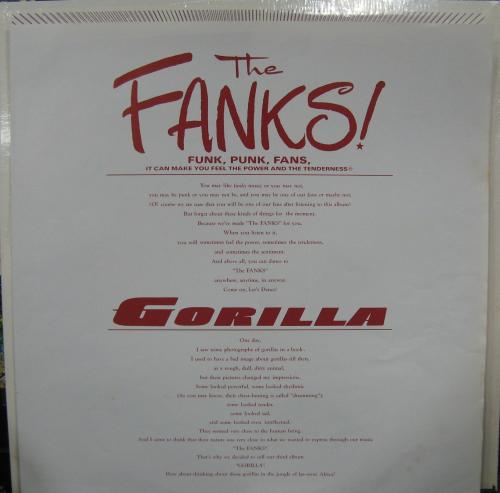 The
FANKS!
FUNK, PUNK, FANS,
IT CAN MAKE YOU FEEL THE POWER AND THE TENDERNESS
You may like funky music or you may not,
you may be punk or you may not be, and you may be one of our fans or maybe not.
(Of course we are sure that you will be one of our fans after listening to this album)
But forget about those kinds of things for the moment.
Because we've made "The FANKS" for you.
When you listen to it,
you will sometimes feel the power, sometimes the tenderness,
and sometimes the sentiment.
And above all, you can dance to
"The FANKS"
anywhere, anytime, in anyway.
Come on, Let's Dance!
GORILLA
One day,
I saw some photographs of gorillas in a book.
I used to have a bad image about gorillas till then,
as a rough, dull, dirty animal,
but these pictures changed my impressions.
Some looked powerful, some looked rhythmic
(As you may know, their chest-beating is called "drumming"),
some looked tender,
some looked sad,
and some looked even intellectual.
They seemed very close to the human being.
And I came to think that their nature was very close to what we wanted to express through our music
"The FANKS".
That's why we decided to call our third album
"GORILLA".
How about thinking about those gorillas in the jungle of far-away Africa?